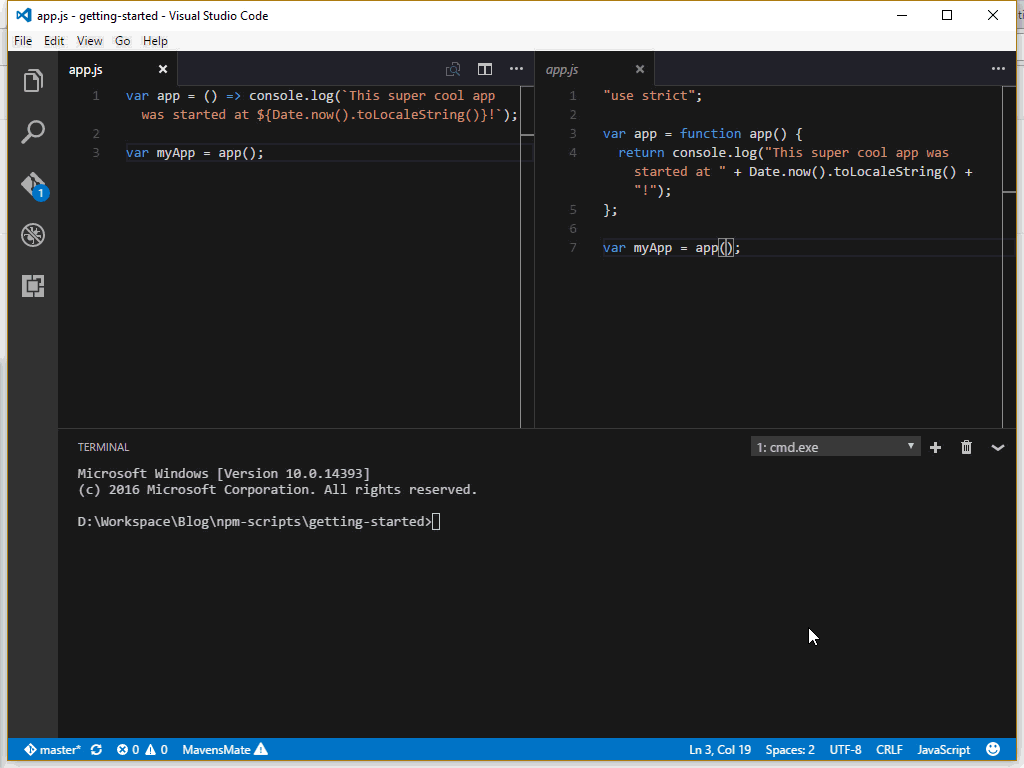 app.js - getting-started - Visual Studio Code
File Edit View Go Help
app.js
1 var app = () => console.log(`This super cool app
was started at ${Date.now().toLocaleString()}!`);
2
3 var myApp = app();
app.js
1 "use strict";
2
3 var app = function app() {
4 return console.log("This super cool app was
started at " + Date.now().toLocaleString() +
"!");
5 };
6
7 var myApp = app();
1
TERMINAL
1: cmd.exe
Microsoft Windows [Version 10.0.14393]
(c) 2016 Microsoft Corporation. All rights reserved.
D:\Workspace\Blog\npm-scripts\getting-started>
master* 0 0 MavensMate Ln 3, Col 19 Spaces: 2 UTF-8 CRLF JavaScript